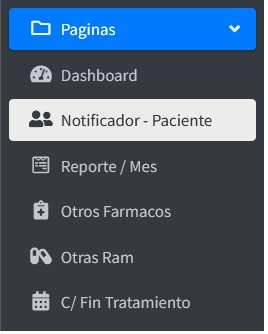 Paginas
Dashboard
Notificador - Paciente
Reporte / Mes
Otros Farmacos
Otras Ram
C/ Fin Tratamiento